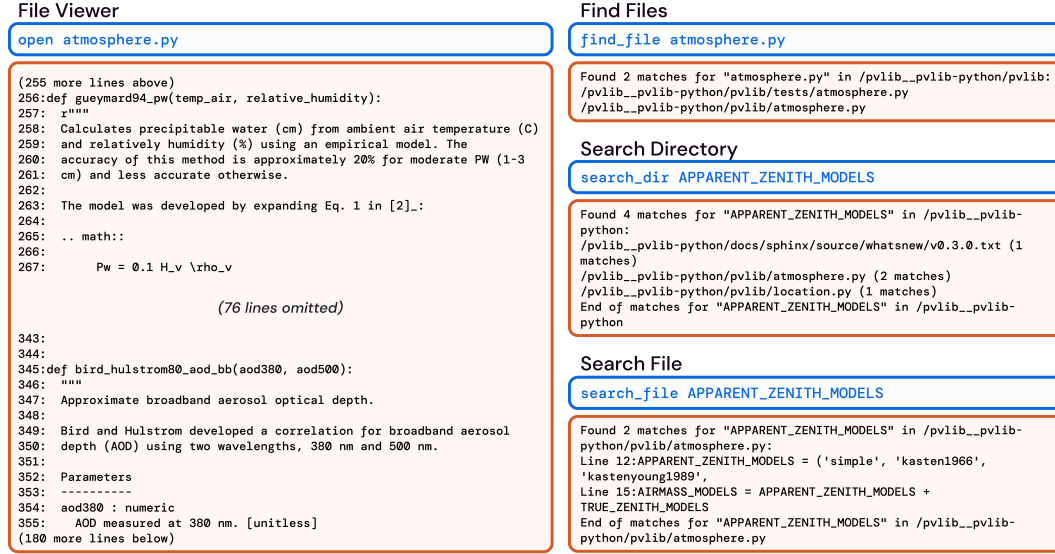 File Viewer
open atmosphere.py
(255 more lines above)
256:def gueymard94_pw(temp_air, relative_humidity):
257:  r"""
258:  Calculates precipitable water (cm) from ambient air temperature (C)
259:  and relatively humidity (%) using an empirical model. The
260:  accuracy of this method is approximately 20% for moderate PW (1-3
261:  cm) and less accurate otherwise.
262:
263:  The model was developed by expanding Eq. 1 in [2]_:
264:
265:  .. math::
266:
267:       Pw = 0.1 H_v \rho_v
(76 lines omitted)
343:
344:
345:def bird_hulstrom80_aod_bb(aod380, aod500):
346:  """
347:  Approximate broadband aerosol optical depth.
348:
349:  Bird and Hulstrom developed a correlation for broadband aerosol
350:  depth (AOD) using two wavelengths, 380 nm and 500 nm.
351:
352:  Parameters
353:  ----------
354:  aod380 : numeric
355:    AOD measured at 380 nm. [unitless]
(180 more lines below)
Find Files
find_file atmosphere.py
Found 2 matches for "atmosphere.py" in /pvlib__pvlib-python/pvlib:
/pvlib__pvlib-python/pvlib/tests/atmosphere.py
/pvlib__pvlib-python/pvlib/atmosphere.py
Search Directory
search_dir APPARENT_ZENITH_MODELS
Found 4 matches for "APPARENT_ZENITH_MODELS" in /pvlib__pvlib-
python:
/pvlib__pvlib-python/docs/sphinx/source/whatsnew/v0.3.0.txt (1
matches)
/pvlib__pvlib-python/pvlib/atmosphere.py (2 matches)
/pvlib__pvlib-python/pvlib/location.py (1 matches)
End of matches for "APPARENT_ZENITH_MODELS" in /pvlib__pvlib-
python
Search File
search_file APPARENT_ZENITH_MODELS
Found 2 matches for "APPARENT_ZENITH_MODELS" in /pvlib__pvlib-
python/pvlib/atmosphere.py:
Line 12:APPARENT_ZENITH_MODELS = ('simple', 'kasten1966',
'kastenyoung1989',
Line 15:AIRMASS_MODELS = APPARENT_ZENITH_MODELS +
TRUE_ZENITH_MODELS
End of matches for "APPARENT_ZENITH_MODELS" in /pvlib__pvlib-
python/pvlib/atmosphere.py